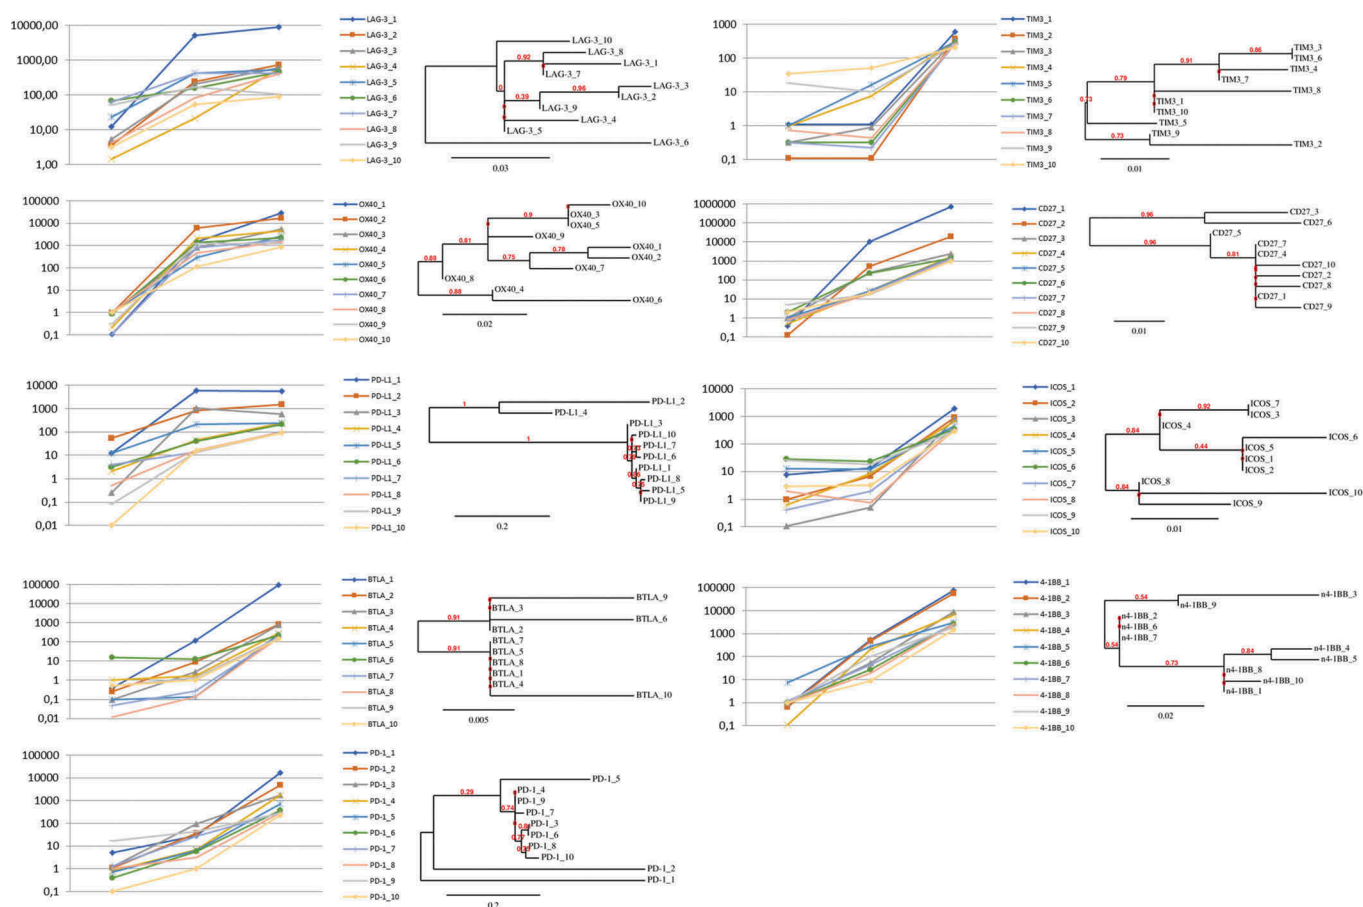 10000,00
1000,00
100,00
10,00
1,00
LAG-3_1
LAG-3_2
LAG-3_3
LAG-3_4
LAG-3_5
LAG-3_6
LAG-3_7
LAG-3_8
LAG-3_9
LAG-3_10
LAG-3_10
LAG-3_8
0.92
LAG-3_1
LAG-3_7
LAG-3_3
0.96
LAG-3_2
0.39
LAG-3_9
LAG-3_4
LAG-3_5
LAG-3_6
0.03
1000
100
10
1
0,1
TIM3_1
TIM3_2
TIM3_3
TIM3_4
TIM3_5
TIM3_6
TIM3_7
TIM3_8
TIM3_9
TIM3_10
0.86
TIM3_3
TIM3_6
0.91
TIM3_4
TIM3_7
0.79
TIM3_8
0.73
TIM3_1
TIM3_10
TIM3_5
TIM3_9
0.73
TIM3_2
0.01
100000
10000
1000
100
10
1
0,1
OX40_1
OX40_2
OX40_3
OX40_4
OX40_5
OX40_6
OX40_7
OX40_8
OX40_9
OX40_10
OX40_10
0.9
OX40_3
OX40_5
OX40_9
0.81
OX40_1
0.78
OX40_2
0.75
OX40_7
0.89
OX40_8
OX40_4
0.88
OX40_6
0.02
1000000
100000
10000
1000
100
10
1
0,1
CD27_1
CD27_2
CD27_3
CD27_4
CD27_5
CD27_6
CD27_7
CD27_8
CD27_9
CD27_10
CD27_3
0.96
CD27_6
CD27_5
0.96
CD27_7
CD27_4
0.81
CD27_10
CD27_2
CD27_8
CD27_1
CD27_9
0.01
10000
1000
100
10
1
0,1
0,01
PD-L1_1
PD-L1_2
PD-L1_3
PD-L1_4
PD-L1_5
PD-L1_6
PD-L1_7
PD-L1_8
PD-L1_9
PD-L1_10
1
PD-L1_2
PD-L1_4
PD-L1_3
1
PD-L1_10
PD-L1_7
PD-L1_6
PD-L1_1
PD-L1_8
PD-L1_5
PD-L1_9
0.2
10000
1000
100
10
1
0,1
ICOS_1
ICOS_2
ICOS_3
ICOS_4
ICOS_5
ICOS_6
ICOS_7
ICOS_8
ICOS_9
ICOS_10
0.92
ICOS_7
ICOS_3
ICOS_4
0.84
ICOS_6
0.44
ICOS_5
ICOS_1
ICOS_2
ICOS_8
0.84
ICOS_10
ICOS_9
0.01
100000
10000
1000
100
10
1
0,1
0,01
BTLA_1
BTLA_2
BTLA_3
BTLA_4
BTLA_5
BTLA_6
BTLA_7
BTLA_8
BTLA_9
BTLA_10
BTLA_9
BTLA_3
0.91
BTLA_6
BTLA_2
BTLA_7
0.91
BTLA_5
BTLA_8
BTLA_1
BTLA_4
BTLA_10
0.005
100000
10000
1000
100
10
1
0,1
4-1BB_1
4-1BB_2
4-1BB_3
4-1BB_4
4-1BB_5
4-1BB_6
4-1BB_7
4-1BB_8
4-1BB_9
4-1BB_10
0.54
n4-1BB_3
n4-1BB_9
n4-1BB_2
n4-1BB_6
n4-1BB_7
0.54
0.84
n4-1BB_4
n4-1BB_5
0.73
n4-1BB_8
n4-1BB_10
n4-1BB_1
0.02
100000
10000
1000
100
10
1
0,1
PD-1_1
PD-1_2
PD-1_3
PD-1_4
PD-1_5
PD-1_6
PD-1_7
PD-1_8
PD-1_9
PD-1_10
PD-1_5
0.29
PD-1_4
PD-1_9
0.74
PD-1_7
PD-1_3
PD-1_6
PD-1_8
PD-1_10
PD-1_2
PD-1_1
0.2